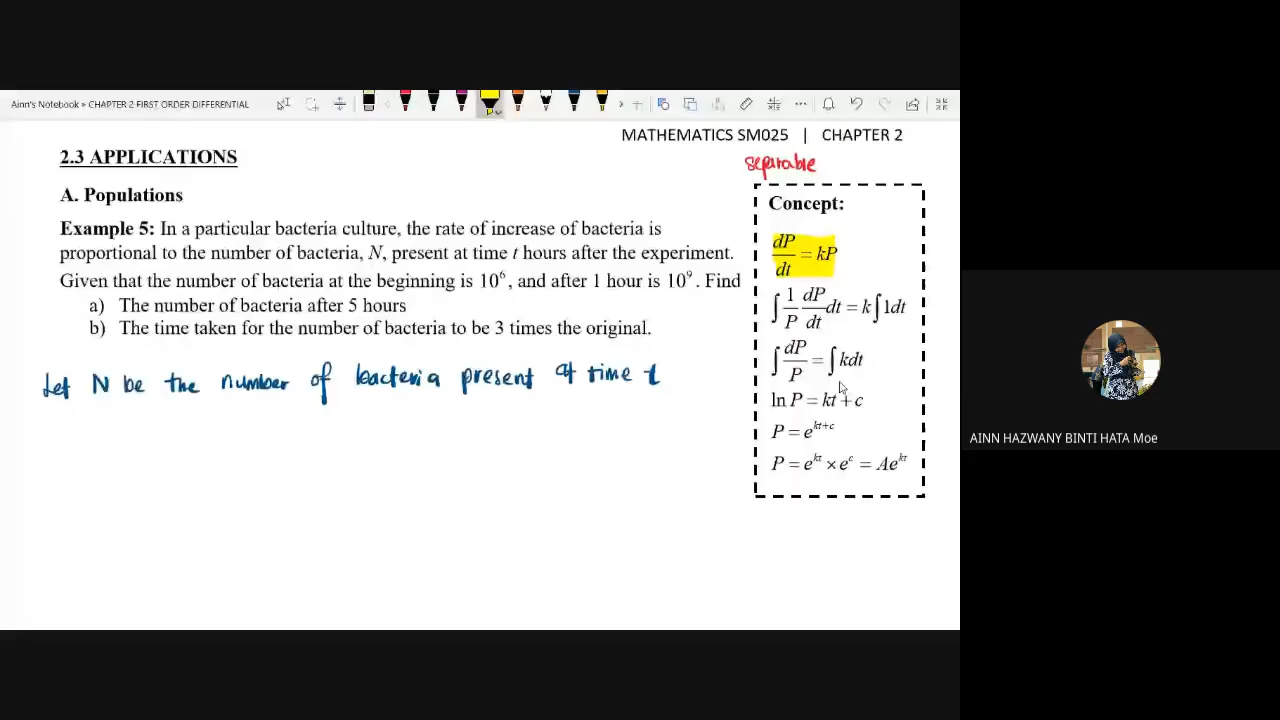 Ainn's Notebook » CHAPTER 2 FIRST ORDER DIFFERENTIAL
MATHEMATICS SM025 | CHAPTER 2
2.3 APPLICATIONS
separable
A. Populations
Example 5: In a particular bacteria culture, the rate of increase of bacteria is
proportional to the number of bacteria, N, present at time t hours after the experiment.
Given that the number of bacteria at the beginning is 10⁶, and after 1 hour is 10⁹. Find
a) The number of bacteria after 5 hours
b) The time taken for the number of bacteria to be 3 times the original.
Let N be the number of bacteria present at time t
Concept:
dP/dt = kP
∫ 1/P dP/dt dt = k∫1dt
∫ dP/P = ∫kdt
ln P = kt + c
P = e^(kt+c)
P = e^(kt) × e^c = Ae^(kt)
AINN HAZWANY BINTI HATA Moe